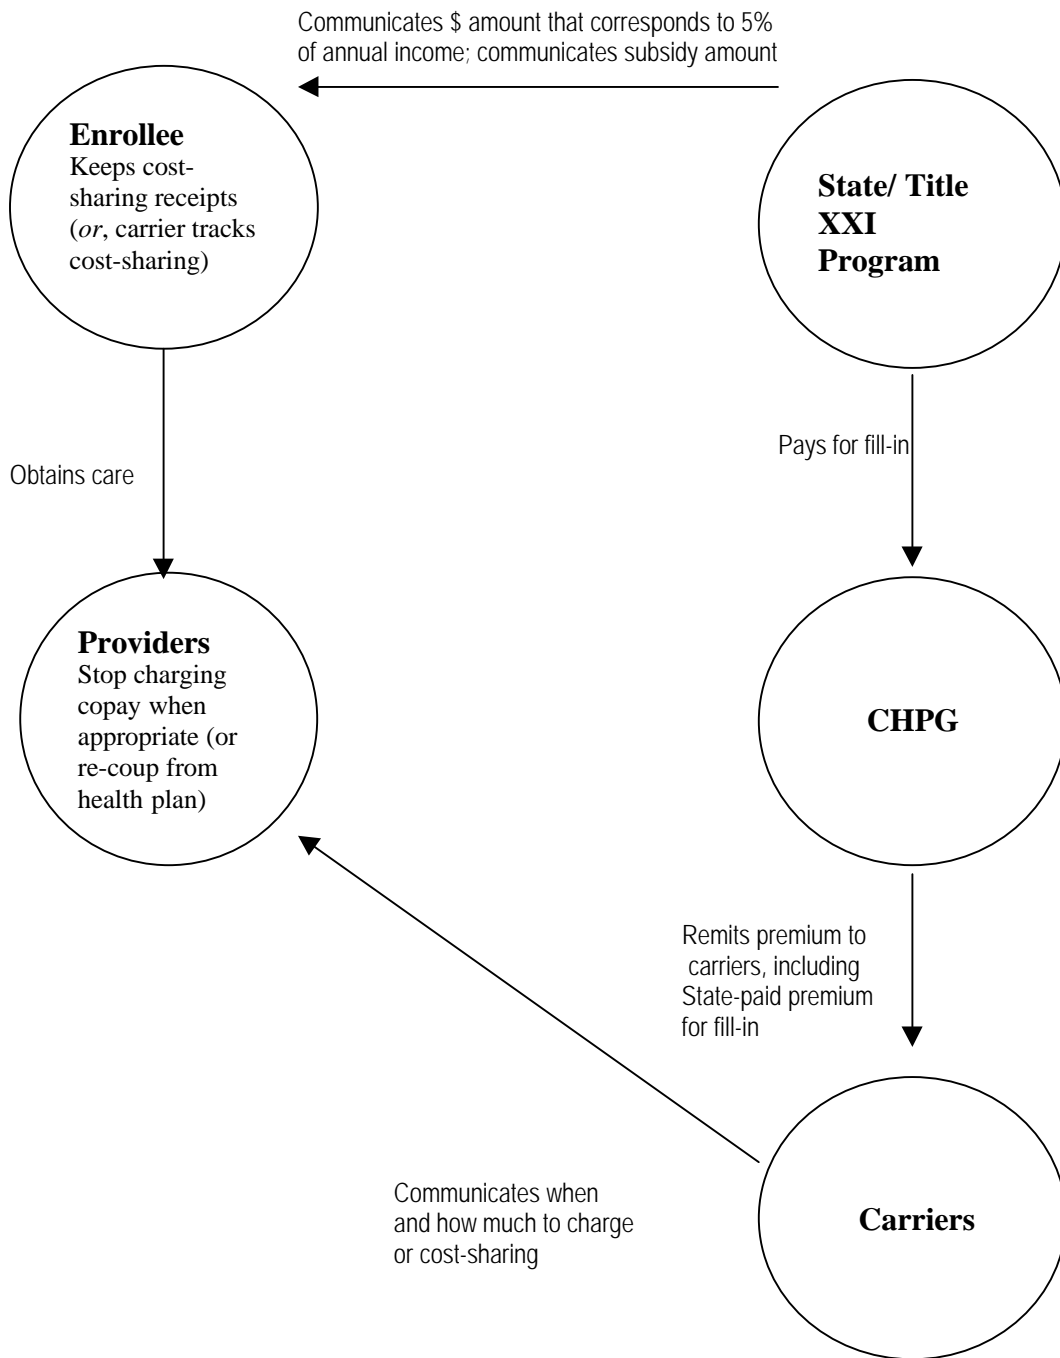 Communicates $ amount that corresponds to 5%
of annual income; communicates subsidy amount
Enrollee
Keeps cost-
sharing receipts
(or, carrier tracks
cost-sharing)
State/ Title
XXI
Program
Pays for fill-in
Obtains care
Providers
Stop charging
copay when
appropriate (or
re-coup from
health plan)
CHPG
Remits premium to
carriers, including
State-paid premium
for fill-in
Communicates when
and how much to charge
or cost-sharing
Carriers